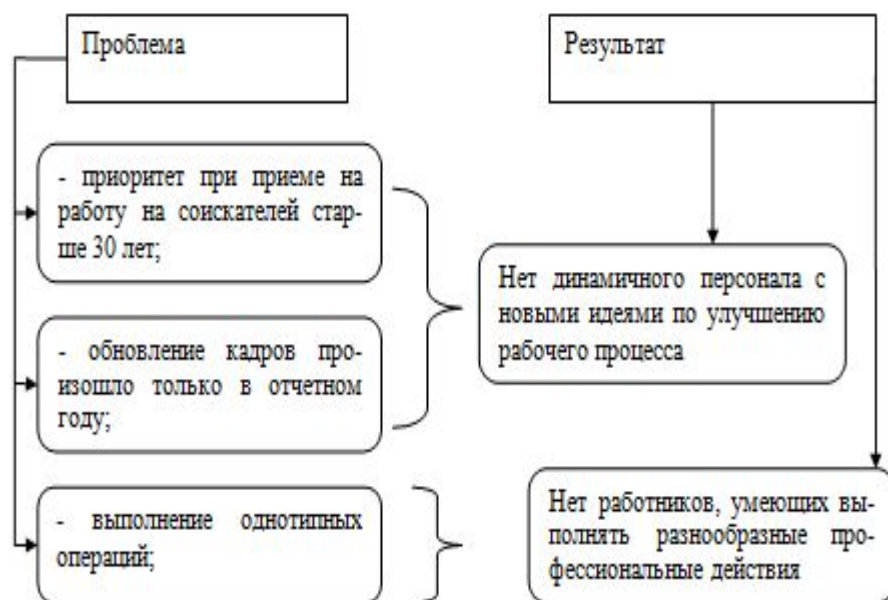 Проблема
Результат
- приоритет при приеме на
работу на соискателей стар-
ше 30 лет;
Нет динамичного персонала с
новыми идеями по улучшению
рабочего процесса
- обновление кадров про-
изошло только в отчетном
году;
- выполнение однотипных
операций;
Нет работников, умеющих вы-
полнять разнообразные про-
фессиональные действия